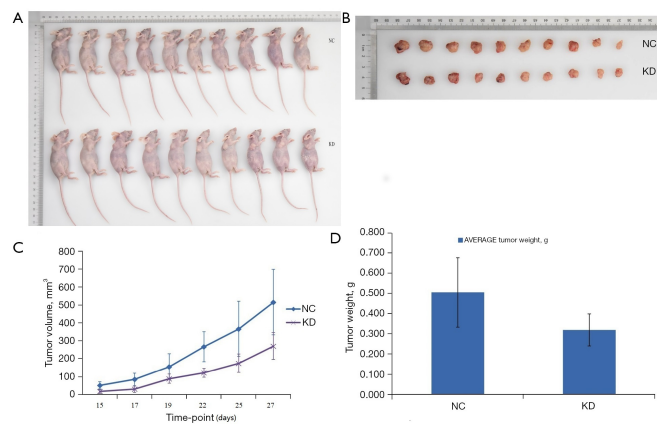 A
NC
KD
B
NC
KD
C
Tumor volume, mm³
800
700
600
500
400
300
200
100
0
15 17 19 22 25 27
Time-point (days)
NC
KD
D
AVERAGE tumor weight, g
Tumor weight, g
0.800
0.700
0.600
0.500
0.400
0.300
0.200
0.100
0.000
NC KD